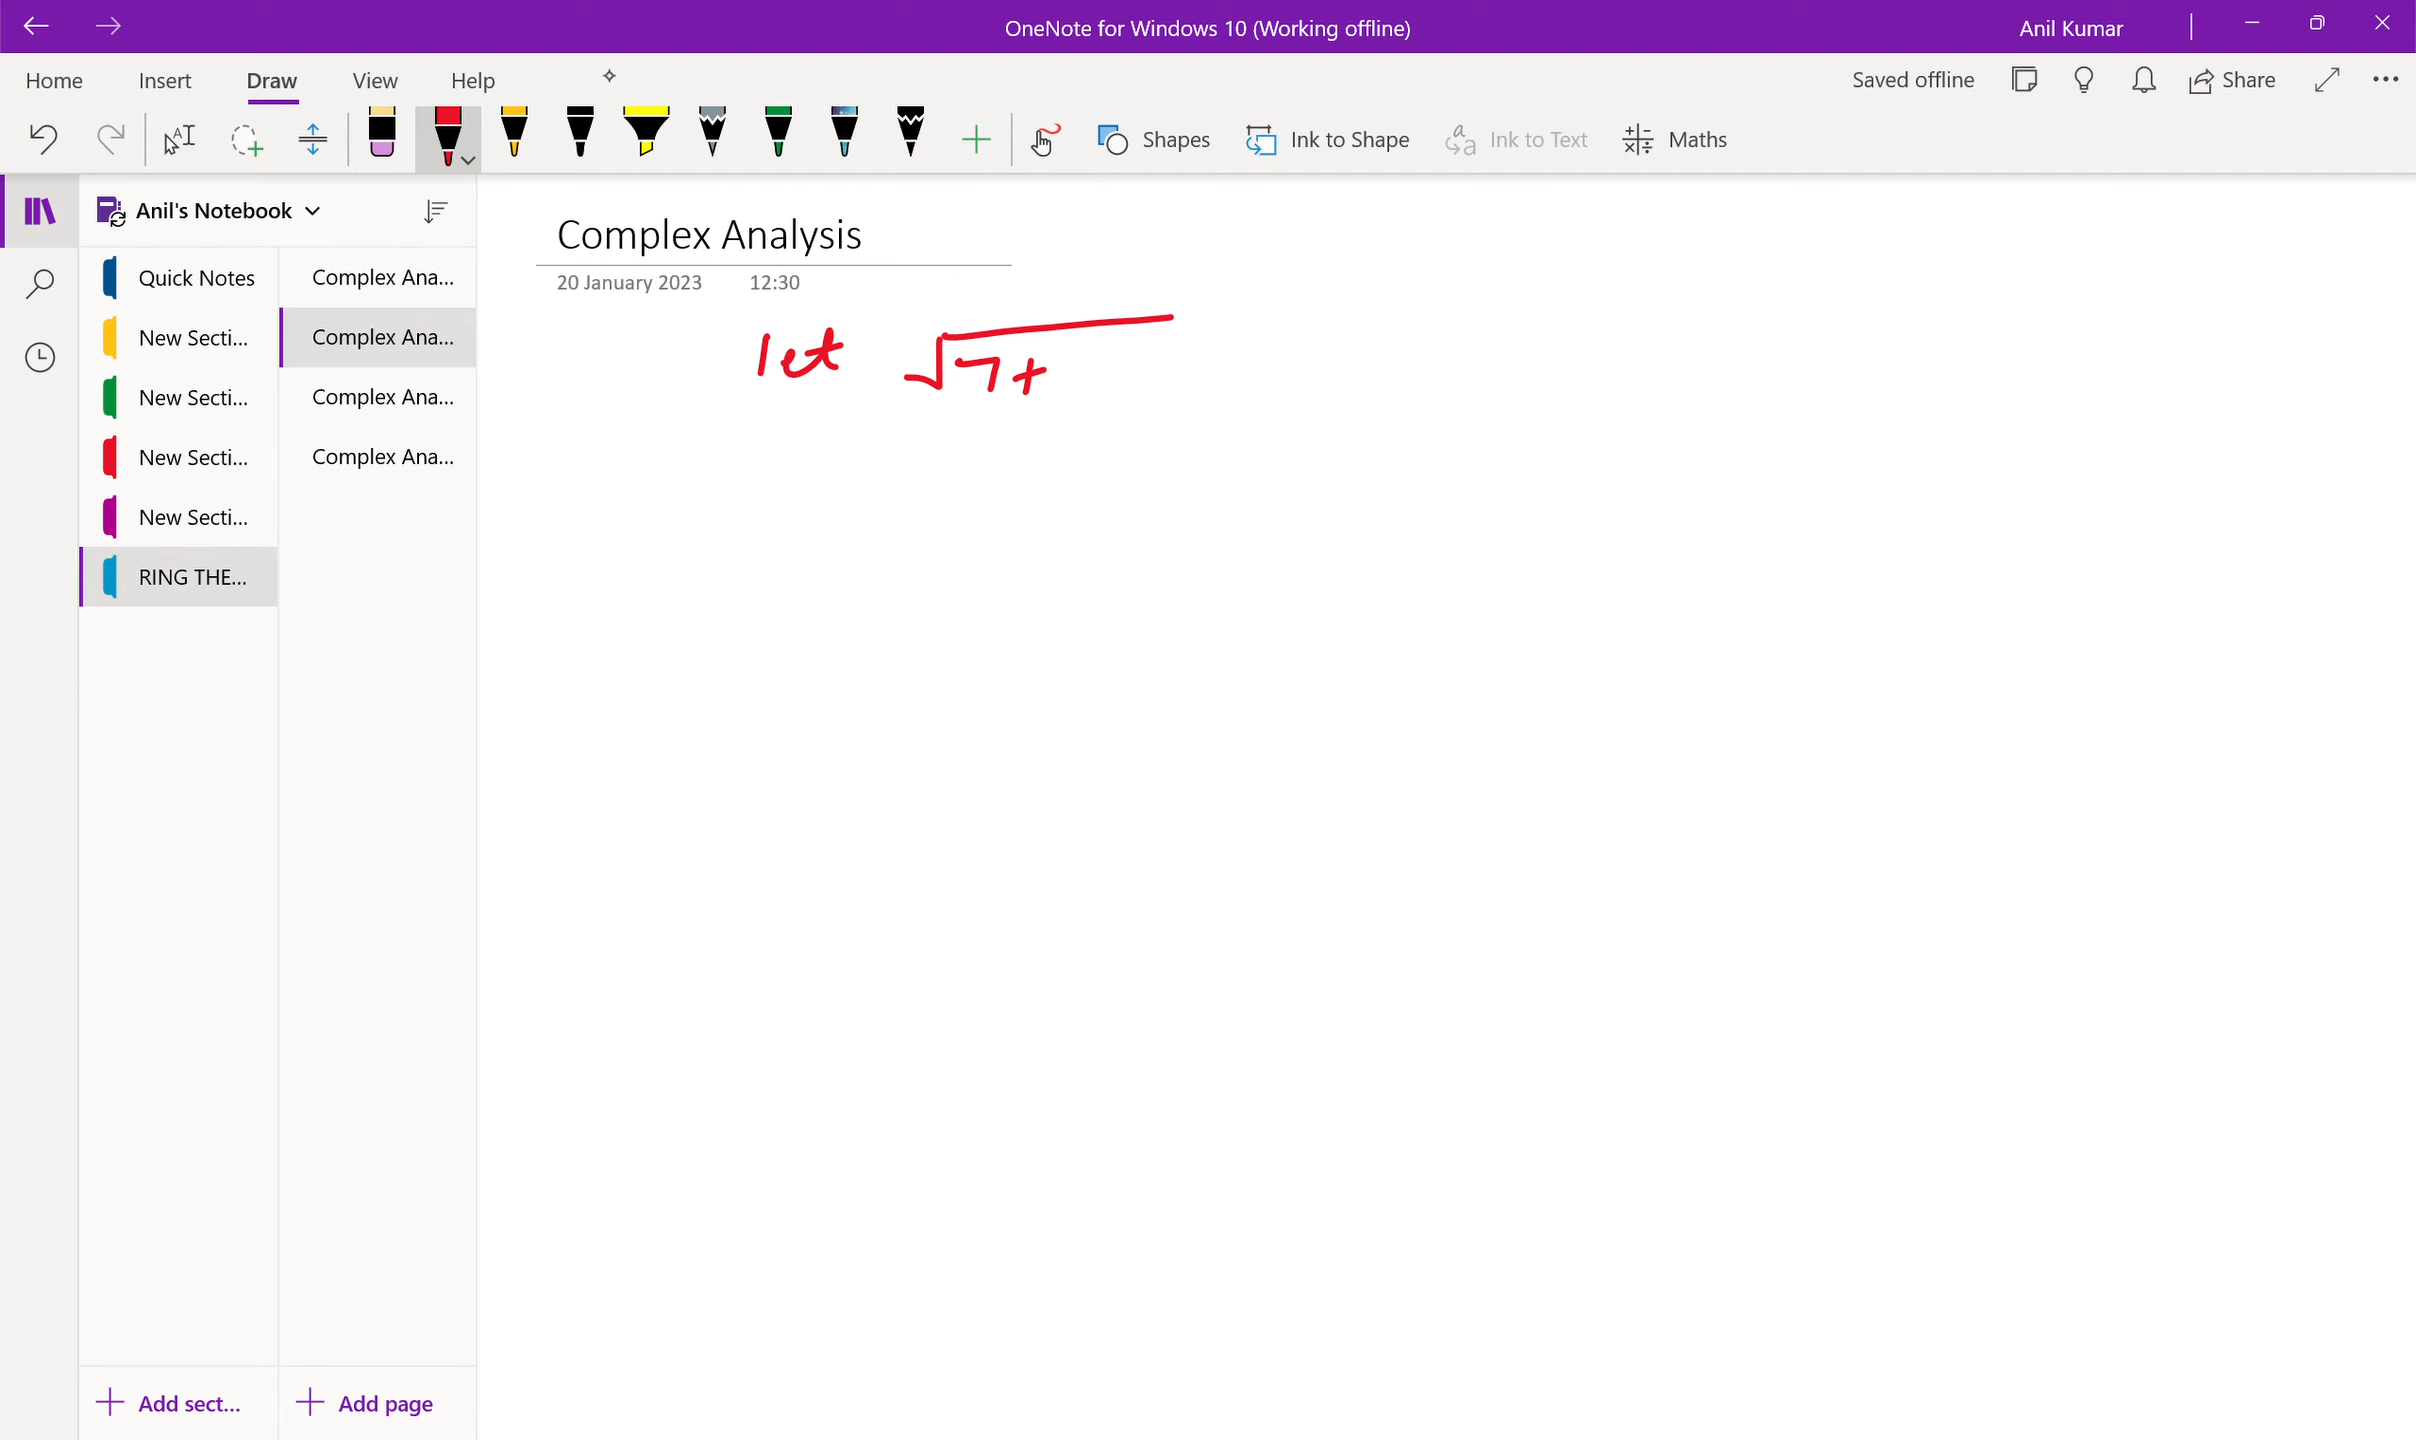 OneNote for Windows 10 (Working offline)
Anil Kumar
Home Insert Draw View Help
Saved offline
Share
Shapes
Ink to Shape
Ink to Text
Maths
Anil's Notebook
Quick Notes
New Secti...
New Secti...
New Secti...
New Secti...
RING THE...
Complex Ana...
Complex Ana...
Complex Ana...
Complex Ana...
Complex Analysis
20 January 2023 12:30
let √7+
Add sect...
Add page